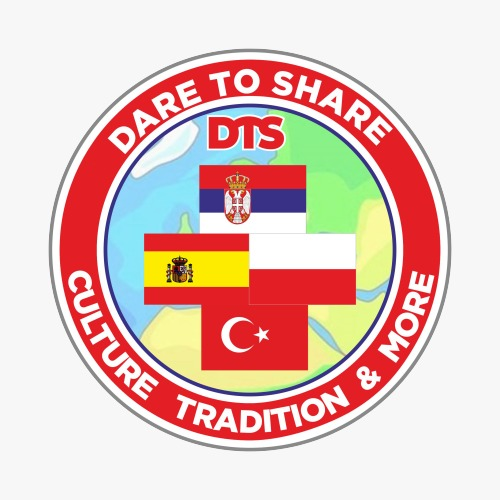 DARE TO SHARE
DTS
CULTURE TRADITION & MORE